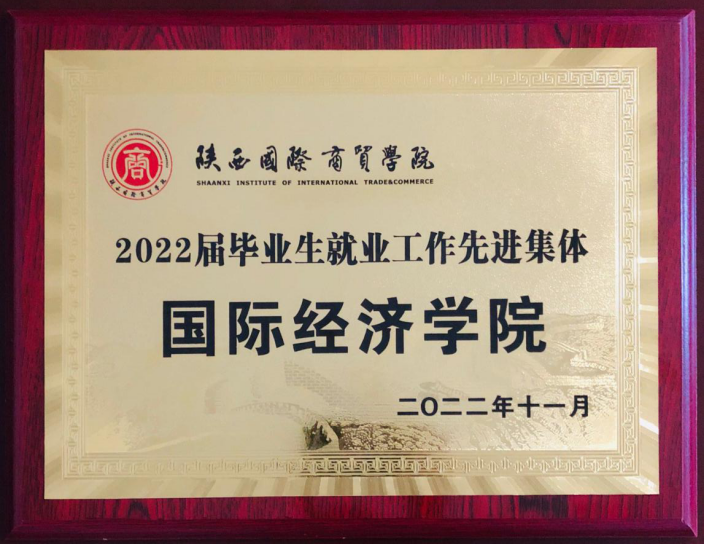 陕西國際商貿學院
SHAANXI INSTITUTE OF INTERNATIONAL TRADE&COMMERCE
商
2022届毕业生就业工作先进集体
国际经济学院
二〇二二年十一月